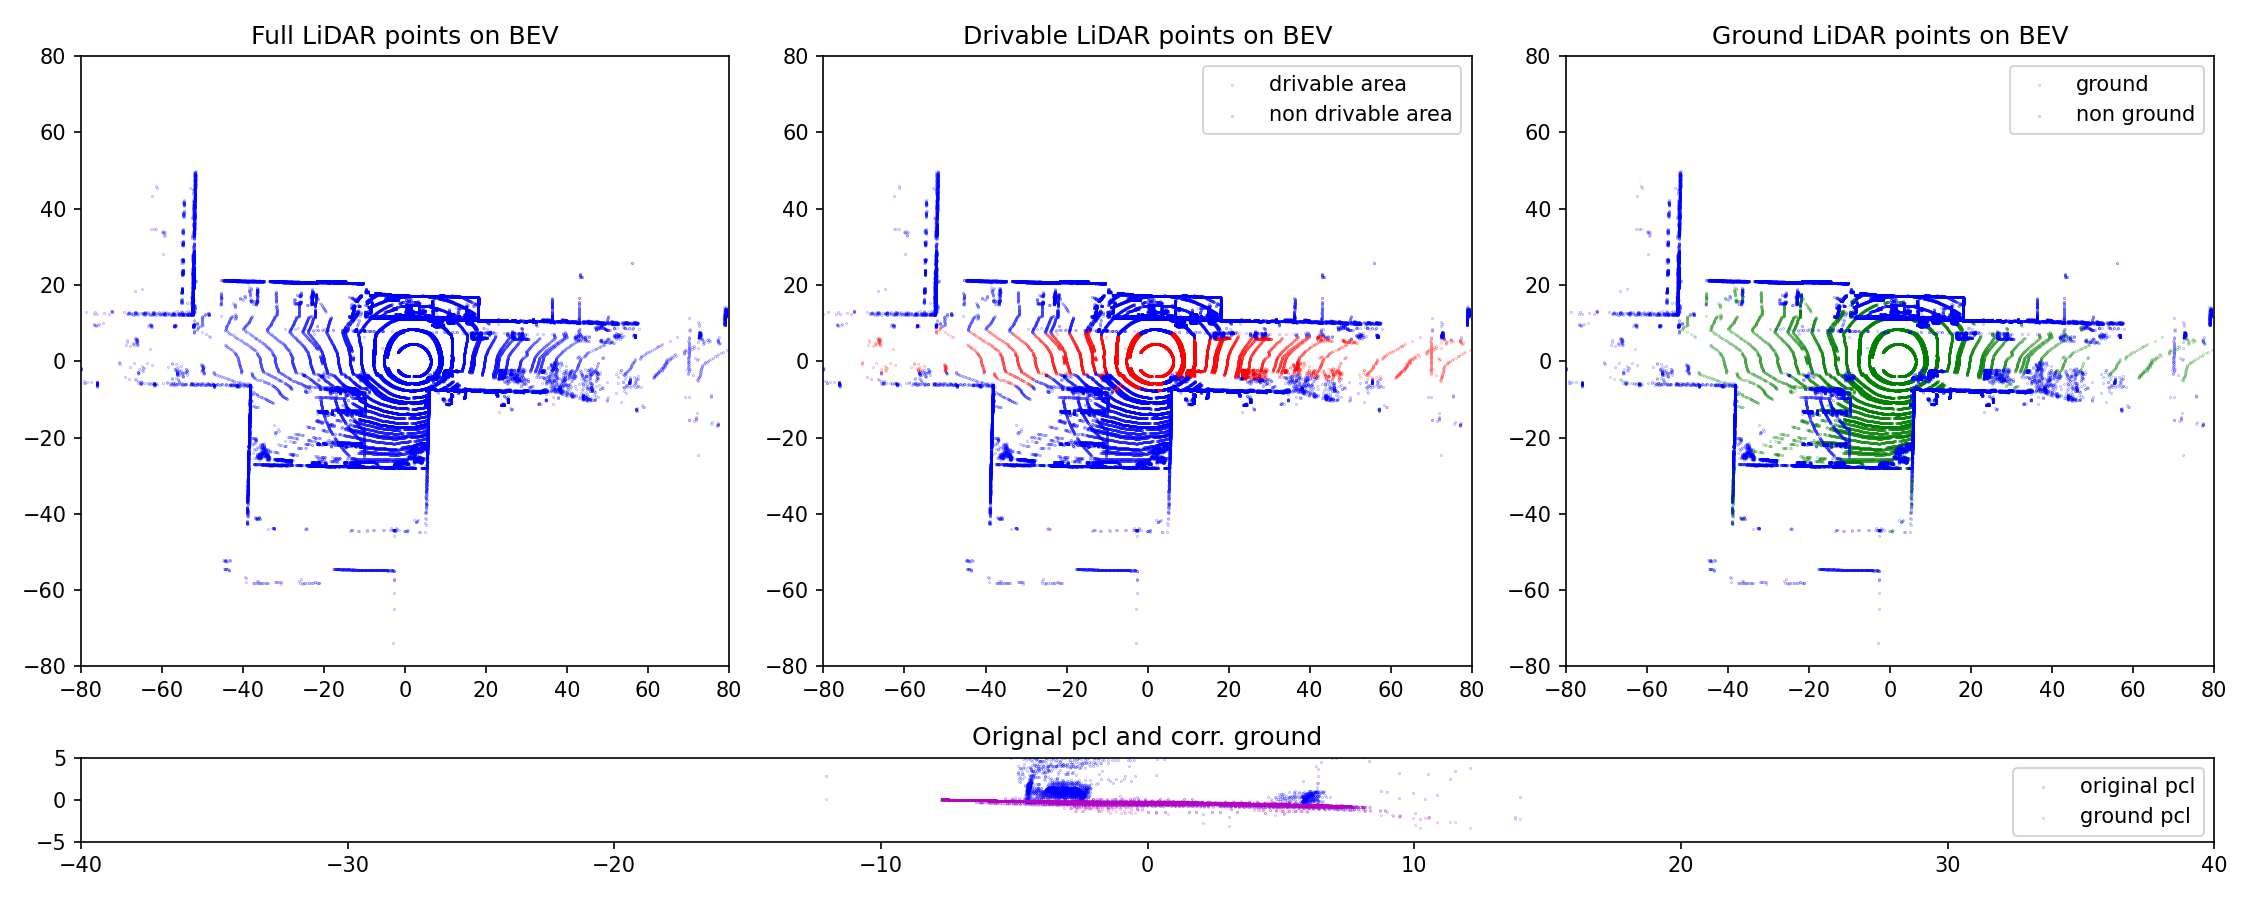 Full LiDAR points on BEV
80
60
40
20
0
−20
−40
−60
−80
−80 −60 −40 −20 0 20 40 60 80
Drivable LiDAR points on BEV
drivable area
non drivable area
80
60
40
20
0
−20
−40
−60
−80
−80 −60 −40 −20 0 20 40 60 80
Ground LiDAR points on BEV
ground
non ground
80
60
40
20
0
−20
−40
−60
−80
−80 −60 −40 −20 0 20 40 60 80
Orignal pcl and corr. ground
original pcl
ground pcl
5
0
−5
−40 −30 −20 −10 0 10 20 30 40